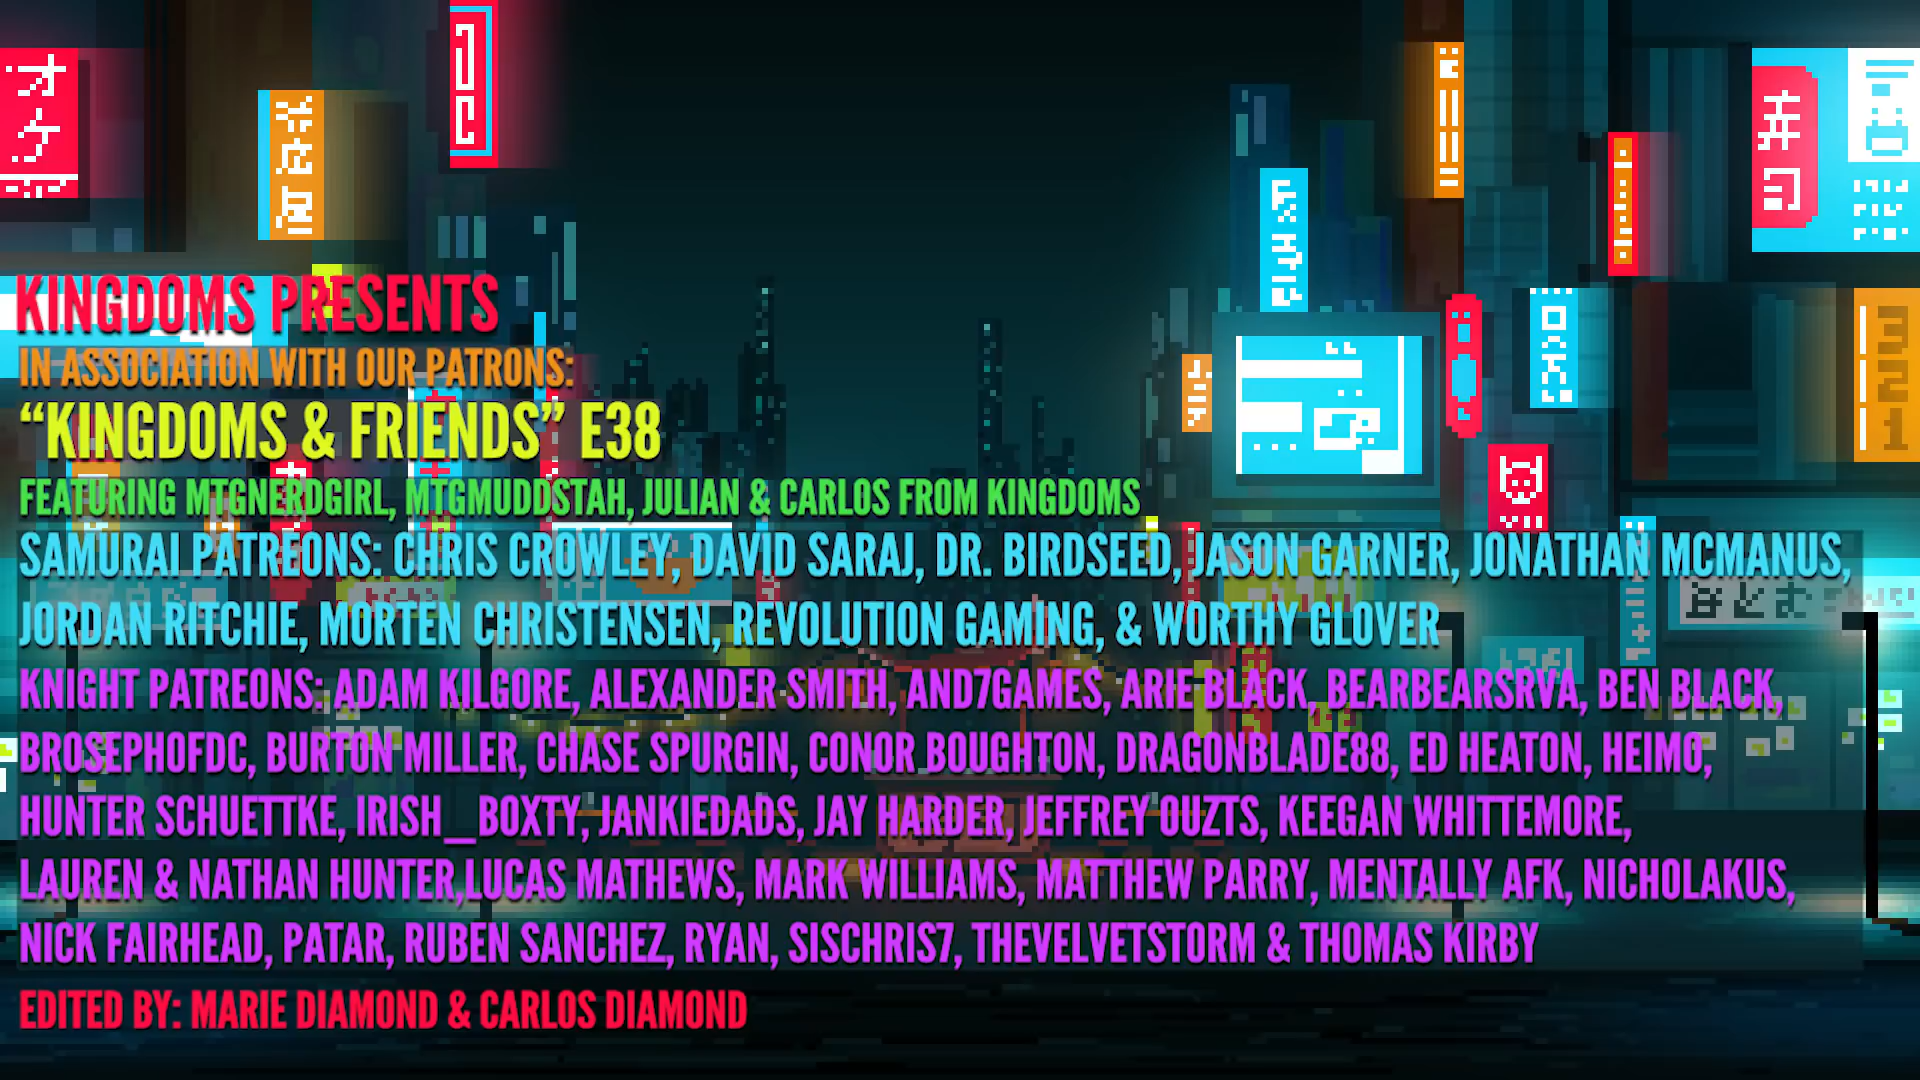 オケ
KINGDOMS PRESENTS
IN ASSOCIATION WITH OUR PATRONS:
“KINGDOMS & FRIENDS” E38
FEATURING MTGNERDGIRL, MTGMUDDSTAH, JULIAN & CARLOS FROM KINGDOMS
SAMURAI PATREONS: CHRIS CROWLEY, DAVID SARAJ, DR. BIRDSEED, JASON GARNER, JONATHAN MCMANUS,
JORDAN RITCHIE, MORTEN CHRISTENSEN, REVOLUTION GAMING, & WORTHY GLOVER
KNIGHT PATREONS: ADAM KILGORE, ALEXANDER SMITH, AND7GAMES, ARIE BLACK, BEARBEARSRVA, BEN BLACK,
BROSEPHOFDC, BURTON MILLER, CHASE SPURGIN, CONOR BOUGHTON, DRAGONBLADE88, ED HEATON, HEIMO,
HUNTER SCHUETTKE, IRISH__BOXTY, JANKIEDADS, JAY HARDER, JEFFREY OUZTS, KEEGAN WHITTEMORE,
LAUREN & NATHAN HUNTER,LUCAS MATHEWS, MARK WILLIAMS, MATTHEW PARRY, MENTALLY AFK, NICHOLAKUS,
NICK FAIRHEAD, PATAR, RUBEN SANCHEZ, RYAN, SISCHRIS7, THEVELVETSTORM & THOMAS KIRBY
EDITED BY: MARIE DIAMOND & CARLOS DIAMOND